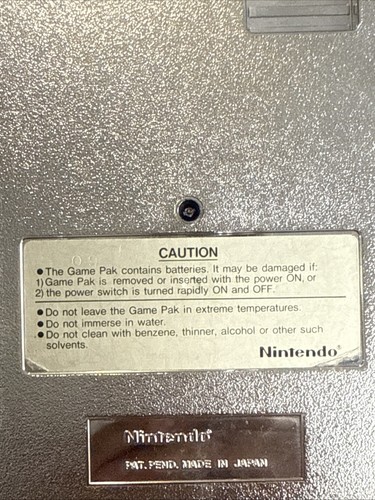 CAUTION
● The Game Pak contains batteries. It may be damaged if:
1) Game Pak is removed or inserted with the power ON, or
2) the power switch is turned rapidly ON and OFF.
● Do not leave the Game Pak in extreme temperatures.
● Do not immerse in water.
● Do not clean with benzene, thinner, alcohol or other such
solvents.
Nintendo®
Nintendo®
PAT. PEND. MADE IN JAPAN